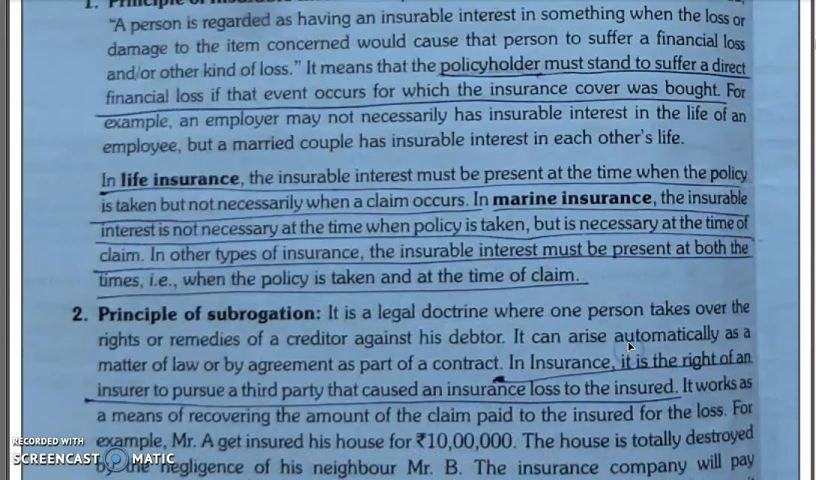 1. Principle of insurable
"A person is regarded as having an insurable interest in something when the loss or
damage to the item concerned would cause that person to suffer a financial loss
and/or other kind of loss." It means that the policyholder must stand to suffer a direct
financial loss if that event occurs for which the insurance cover was bought. For
example, an employer may not necessarily has insurable interest in the life of an
employee, but a married couple has insurable interest in each other's life.
In life insurance, the insurable interest must be present at the time when the policy
is taken but not necessarily when a claim occurs. In marine insurance, the insurable
interest is not necessary at the time when policy is taken, but is necessary at the time of
claim. In other types of insurance, the insurable interest must be present at both the
times, i.e., when the policy is taken and at the time of claim.
2. Principle of subrogation: It is a legal doctrine where one person takes over the
rights or remedies of a creditor against his debtor. It can arise automatically as a
matter of law or by agreement as part of a contract. In Insurance, it is the right of an
insurer to pursue a third party that caused an insurance loss to the insured. It works as
a means of recovering the amount of the claim paid to the insured for the loss. For
example, Mr. A get insured his house for ₹10,00,000. The house is totally destroyed
by the negligence of his neighbour Mr. B. The insurance company will pay
RECORDED WITH
SCREENCAST MATIC